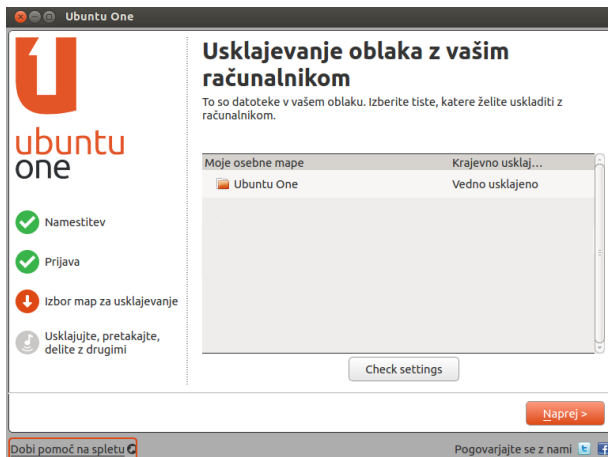 Ubuntu One
Usklajevanje oblaka z vašim
računalnikom
To so datoteke v vašem oblaku. Izberite tiste, katere želite uskladiti z
računalnikom.
ubuntu
one
Moje osebne mape Krajevno usklaj...
Ubuntu One Vedno usklajeno
Namestitev
Prijava
Izbor map za usklajevanje
Usklajujte, pretakajte,
delite z drugimi
Check settings
Naprej >
Dobi pomoč na spletu Pogovarjajte se z nami